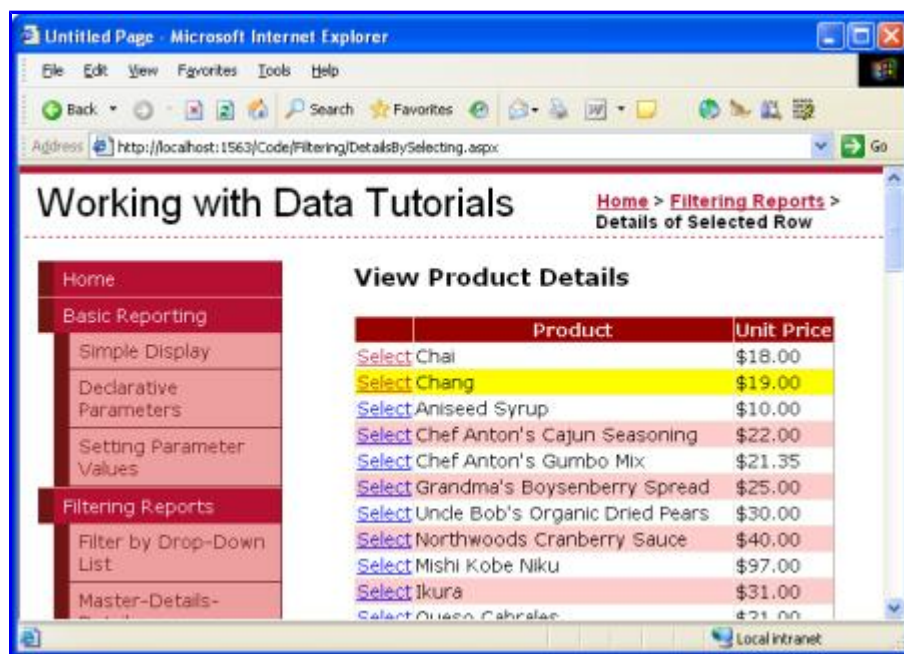 Untitled Page - Microsoft Internet Explorer
File Edit View Favorites Tools Help
Back Search Favorites
Address http://localhost:1563/Code/Filtering/DetailsBySelecting.aspx Go
Working with Data Tutorials
Home > Filtering Reports >
Details of Selected Row
Home
Basic Reporting
Simple Display
Declarative
Parameters
Setting Parameter
Values
Filtering Reports
Filter by Drop-Down
List
Master-Details-
View Product Details
Product Unit Price
Select Chai $18.00
Select Chang $19.00
Select Aniseed Syrup $10.00
Select Chef Anton's Cajun Seasoning $22.00
Select Chef Anton's Gumbo Mix $21.35
Select Grandma's Boysenberry Spread $25.00
Select Uncle Bob's Organic Dried Pears $30.00
Select Northwoods Cranberry Sauce $40.00
Select Mishi Kobe Niku $97.00
Select Ikura $31.00
Select Queso Cabrales $21.00
Local intranet